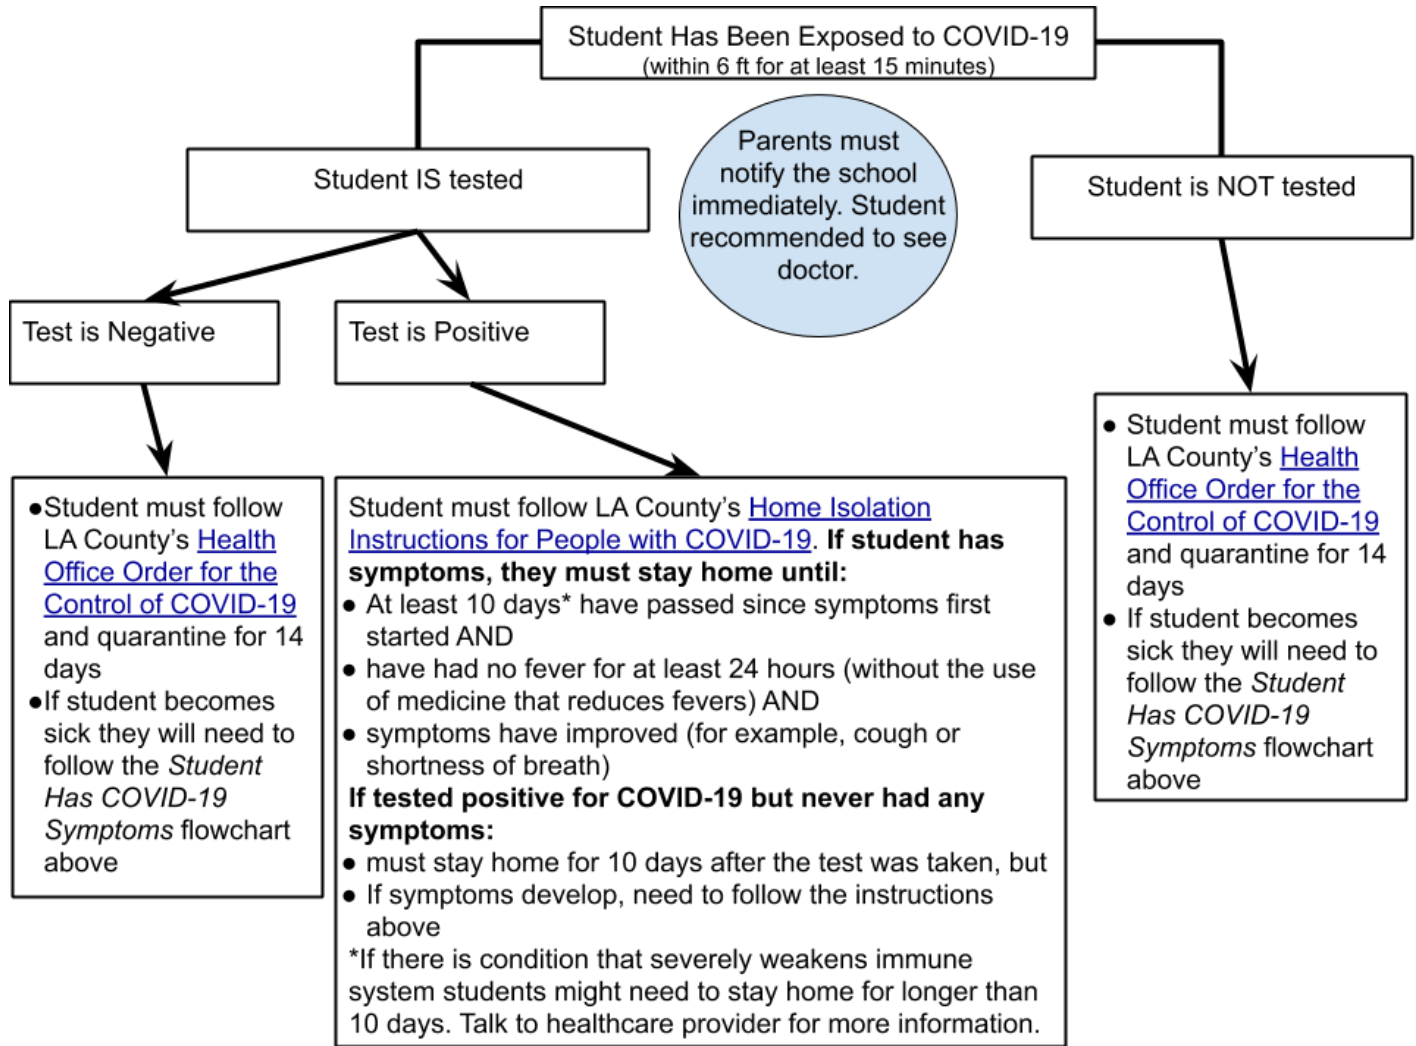 Student Has Been Exposed to COVID-19
(within 6 ft for at least 15 minutes)
Parents must
notify the school
immediately. Student
recommended to see
doctor.
Student IS tested
Student is NOT tested
Test is Negative
Test is Positive
●Student must follow
LA County's Health
Office Order for the
Control of COVID-19
and quarantine for 14
days
●If student becomes
sick they will need to
follow the Student
Has COVID-19
Symptoms flowchart
above
Student must follow LA County's Home Isolation
Instructions for People with COVID-19. If student has
symptoms, they must stay home until:
● At least 10 days* have passed since symptoms first
started AND
● have had no fever for at least 24 hours (without the use
of medicine that reduces fevers) AND
● symptoms have improved (for example, cough or
shortness of breath)
If tested positive for COVID-19 but never had any
symptoms:
● must stay home for 10 days after the test was taken, but
● If symptoms develop, need to follow the instructions
above
*If there is condition that severely weakens immune
system students might need to stay home for longer than
10 days. Talk to healthcare provider for more information.
● Student must follow
LA County's Health
Office Order for the
Control of COVID-19
and quarantine for 14
days
● If student becomes
sick they will need to
follow the Student
Has COVID-19
Symptoms flowchart
above